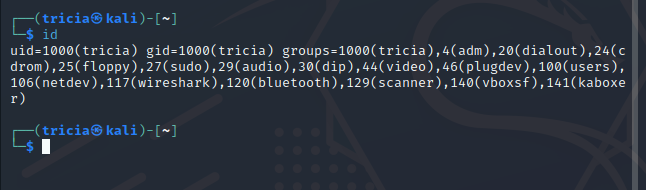 ┌──(tricia㉿kali)-[~]
└─$ id
uid=1000(tricia) gid=1000(tricia) groups=1000(tricia),4(adm),20(dialout),24(c
drom),25(floppy),27(sudo),29(audio),30(dip),44(video),46(plugdev),100(users),
106(netdev),117(wireshark),120(bluetooth),129(scanner),140(vboxsf),141(kaboxe
r)
┌──(tricia㉿kali)-[~]
└─$